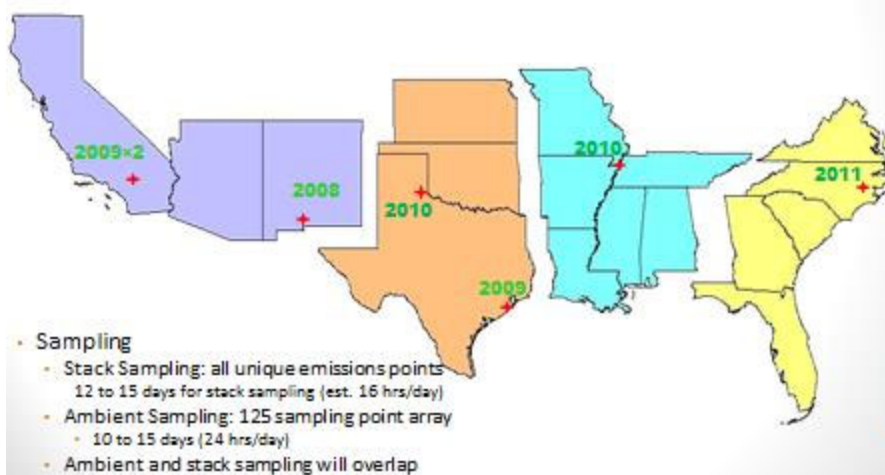 2009×2
2008
2010
2009
2010
2011
• Sampling
• Stack Sampling: all unique emissions points
12 to 15 days for stack sampling (est. 16 hrs/day)
• Ambient Sampling: 125 sampling point array
• 10 to 15 days (24 hrs/day)
• Ambient and stack sampling will overlap